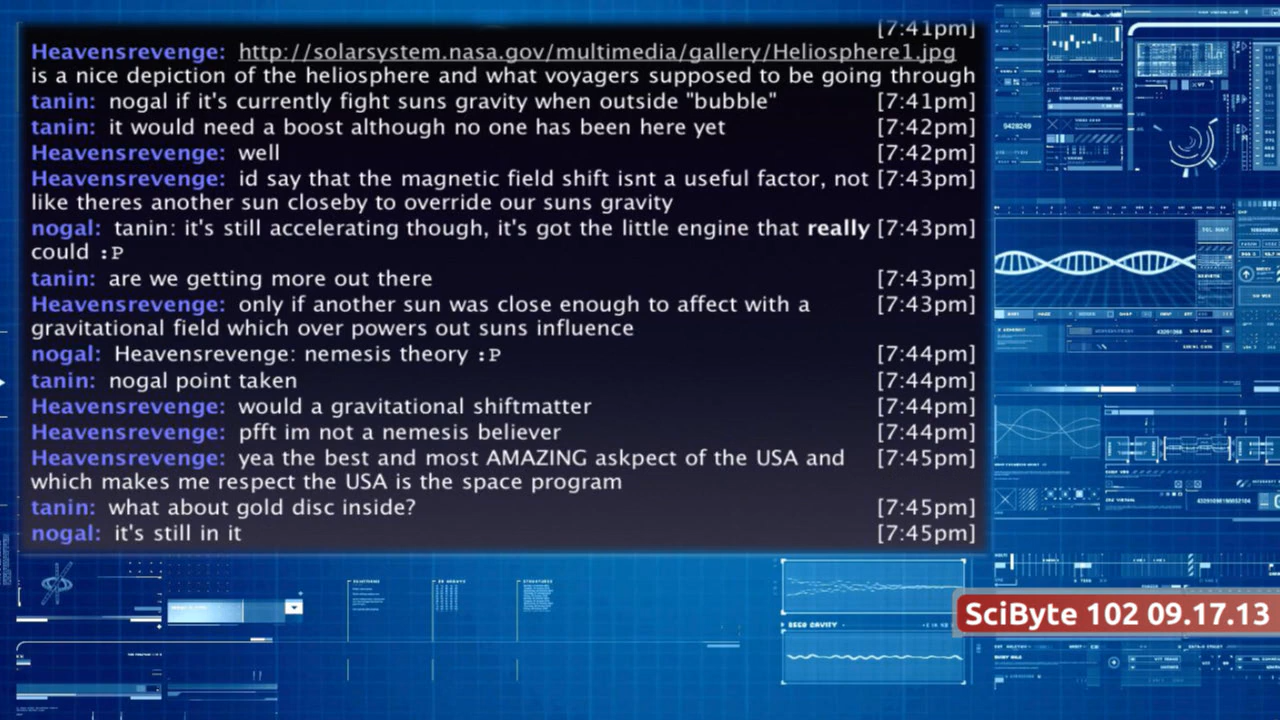 [7:41pm]
Heavensrevenge: http://solarsystem.nasa.gov/multimedia/gallery/Heliosphere1.jpg
is a nice depiction of the heliosphere and what voyagers supposed to be going through
tanin: nogal if it's currently fight suns gravity when outside "bubble" [7:41pm]
tanin: it would need a boost although no one has been here yet [7:42pm]
Heavensrevenge: well [7:42pm]
Heavensrevenge: id say that the magnetic field shift isnt a useful factor, not [7:43pm]
like theres another sun closeby to override our suns gravity
nogal: tanin: it's still accelerating though, it's got the little engine that really [7:43pm]
could :P
tanin: are we getting more out there [7:43pm]
Heavensrevenge: only if another sun was close enough to affect with a [7:43pm]
gravitational field which over powers out suns influence
nogal: Heavensrevenge: nemesis theory :P [7:44pm]
tanin: nogal point taken [7:44pm]
Heavensrevenge: would a gravitational shiftmatter [7:44pm]
Heavensrevenge: pfft im not a nemesis believer [7:44pm]
Heavensrevenge: yea the best and most AMAZING askpect of the USA and [7:45pm]
which makes me respect the USA is the space program
tanin: what about gold disc inside? [7:45pm]
nogal: it's still in it [7:45pm]
9428249
SciByte 102 09.17.13